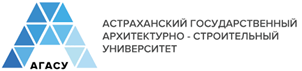 АГАСУ
АСТРАХАНСКИЙ ГОСУДАРСТВЕННЫЙ
АРХИТЕКТУРНО - СТРОИТЕЛЬНЫЙ
УНИВЕРСИТЕТ